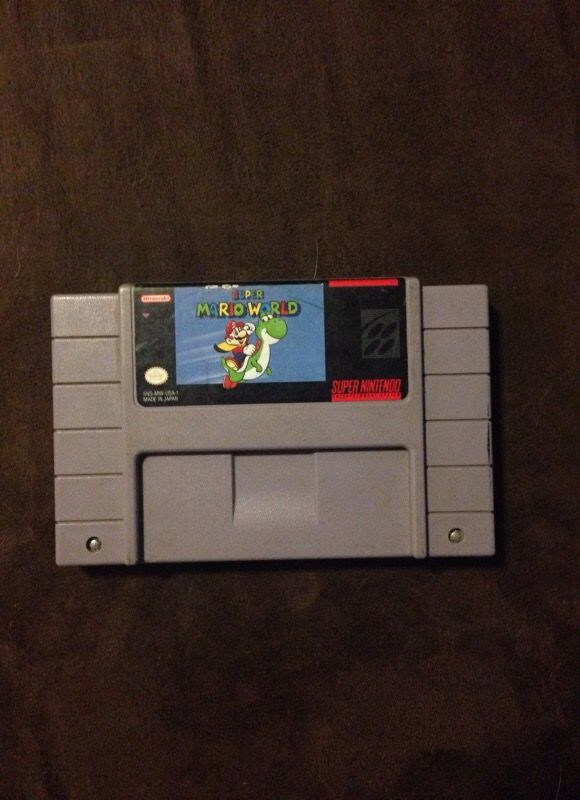 Nintendo
SUPER
MARIO WORLD
SNS-MW-USA-1
MADE IN JAPAN
SUPER NINTENDO